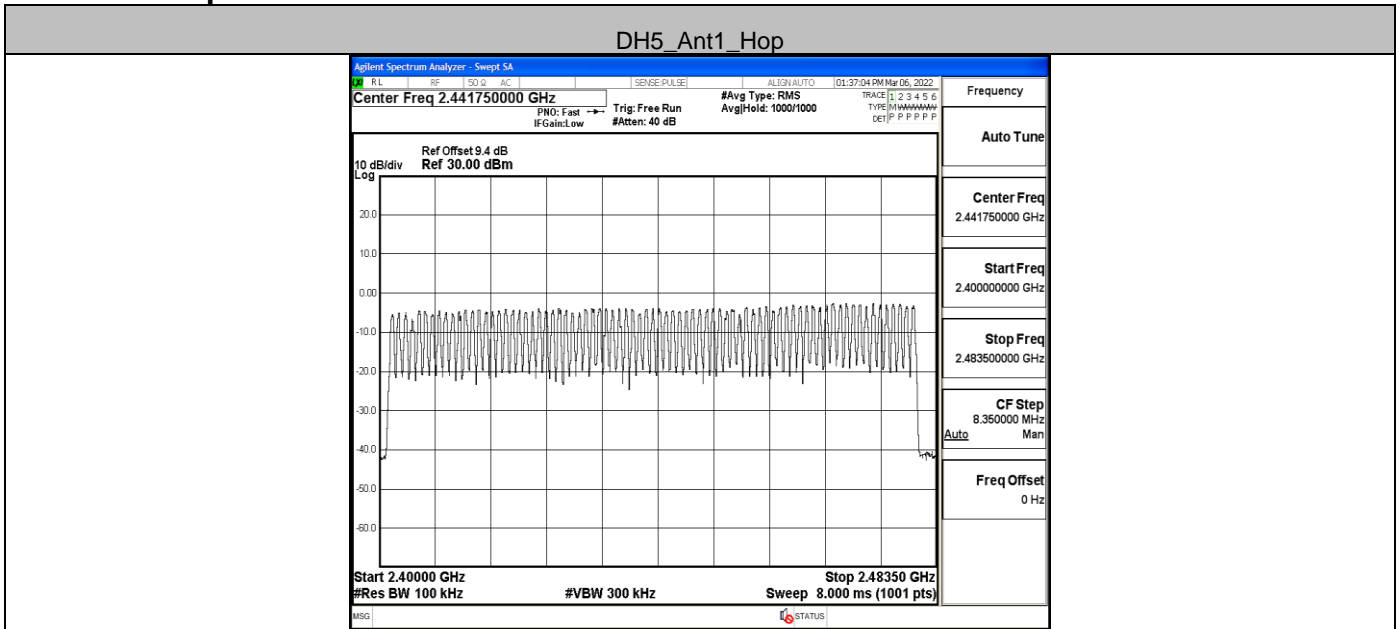 DH5_Ant1_Hop
Agilent Spectrum Analyzer - Swept SA
RL RF 50 Ω AC SENSE:PULSE ALIGNAUTO 01:37:04 PM Mar 06, 2022
Center Freq 2.441750000 GHz
PNO: Fast
IFGain:Low
Trig: Free Run
#Atten: 40 dB
#Avg Type: RMS
Avg|Hold: 1000/1000
TRACE 1 2 3 4 5 6
TYPE M W W W W W
DET P P P P P P
Frequency
Auto Tune
Center Freq
2.441750000 GHz
Start Freq
2.400000000 GHz
Stop Freq
2.483500000 GHz
CF Step
8.350000 MHz
Auto Man
Freq Offset
0 Hz
Ref Offset 9.4 dB
10 dB/div Ref 30.00 dBm
Log
20.0
10.0
0.00
-10.0
-20.0
-30.0
-40.0
-50.0
-60.0
Start 2.40000 GHz Stop 2.48350 GHz
#Res BW 100 kHz #VBW 300 kHz Sweep 8.000 ms (1001 pts)
MSG STATUS